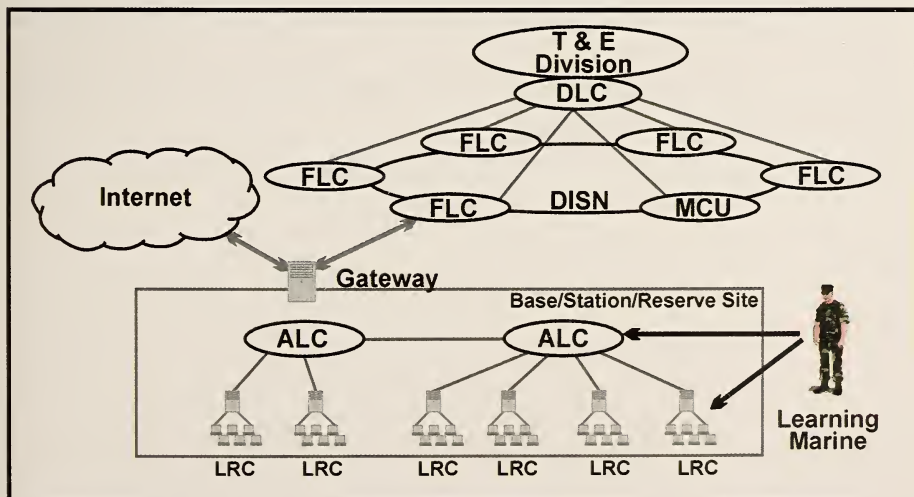 T & E
Division
DLC
FLC
FLC
FLC
FLC
Internet
FLC
DISN
MCU
Gateway
Base/Station/Reserve Site
ALC
ALC
Learning
Marine
LRC
LRC
LRC
LRC
LRC
LRC